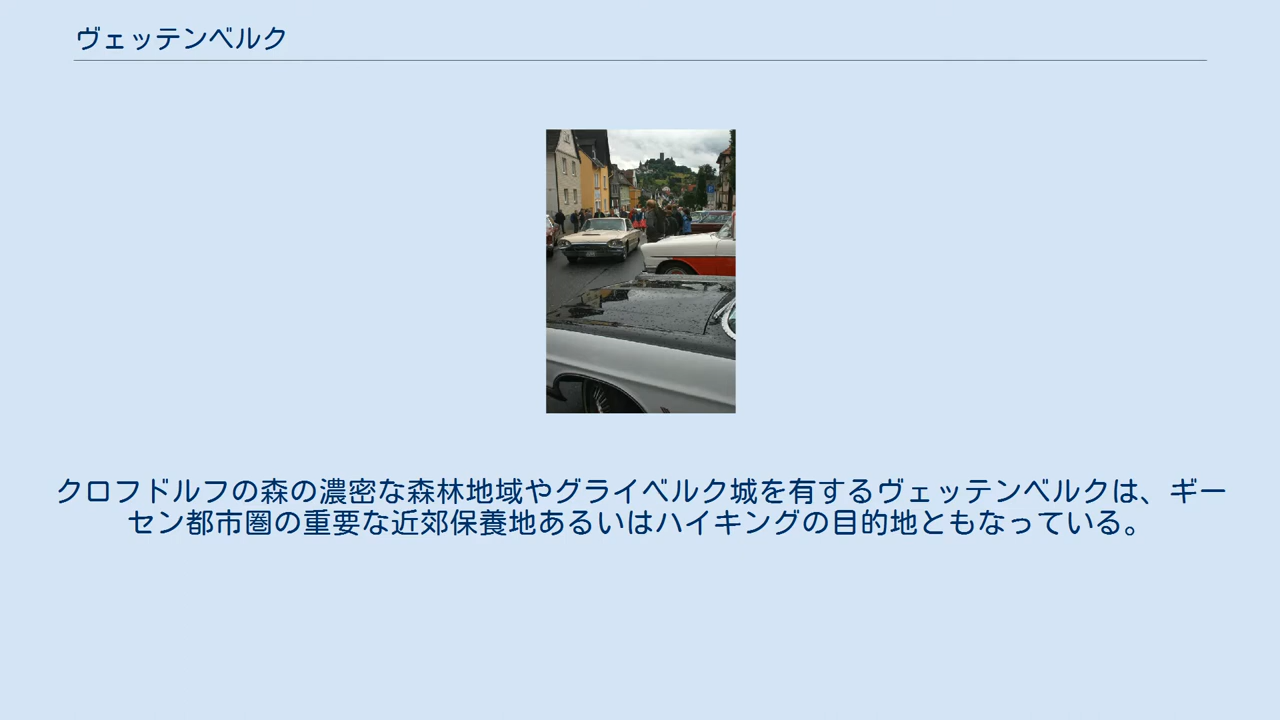 ヴェッテンベルク
クロフドルフの森の濃密な森林地域やグライベルク城を有するヴェッテンベルクは、ギー
セン都市圏の重要な近郊保養地あるいはハイキングの目的地ともなっている。